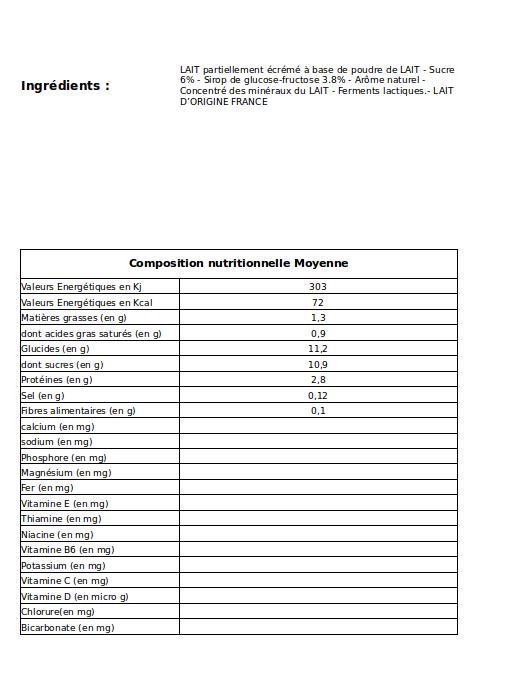 LAIT partiellement écrémé à base de poudre de LAIT - Sucre
6% - Sirop de glucose-fructose 3.8% - Arôme naturel -
Ingrédients :
Concentré des minéraux du LAIT - Ferments lactiques.- LAIT
D'ORIGINE FRANCE
Composition nutritionnelle Moyenne
Valeurs Energétiques en Kj 303
Valeurs Energétiques en Kcal 72
Matières grasses (en g) 1,3
dont acides gras saturés (en g) 0,9
Glucides (en g) 11,2
dont sucres (en g) 10,9
Protéines (en g) 2,8
Sel (en g) 0,12
Fibres alimentaires (en g) 0,1
calcium (en mg)
sodium (en mg)
Phosphore (en mg)
Magnésium (en mg)
Fer (en mg)
Vitamine E (en mg)
Thiamine (en mg)
Niacine (en mg)
Vitamine B6 (en mg)
Potassium (en mg)
Vitamine C (en mg)
Vitamine D (en micro g)
Chlorure(en mg)
Bicarbonate (en mg)